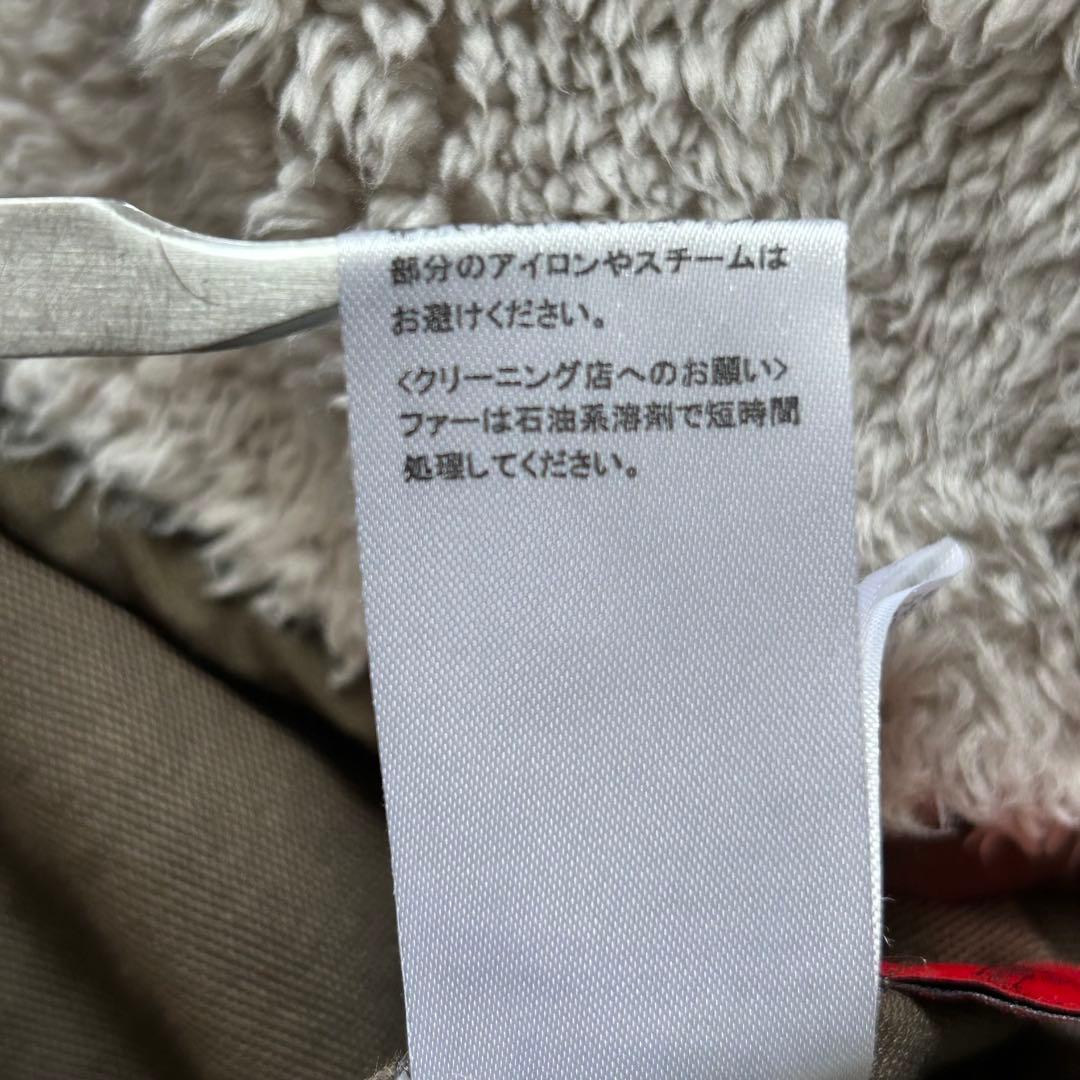 部分のアイロンやスチームは
お避けください。
〈クリーニング店へのお願い〉
ファーは石油系溶剤で短時間
処理してください。